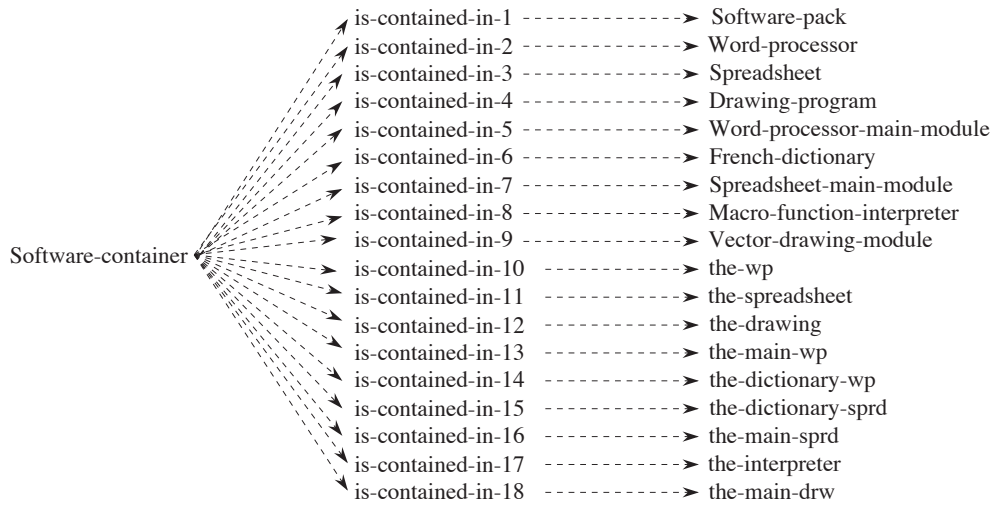 is-contained-in-1 Software-pack
is-contained-in-2 Word-processor
is-contained-in-3 Spreadsheet
is-contained-in-4 Drawing-program
is-contained-in-5 Word-processor-main-module
is-contained-in-6 French-dictionary
is-contained-in-7 Spreadsheet-main-module
is-contained-in-8 Macro-function-interpreter
is-contained-in-9 Vector-drawing-module
Software-container
is-contained-in-10 the-wp
is-contained-in-11 the-spreadsheet
is-contained-in-12 the-drawing
is-contained-in-13 the-main-wp
is-contained-in-14 the-dictionary-wp
is-contained-in-15 the-dictionary-sprd
is-contained-in-16 the-main-sprd
is-contained-in-17 the-interpreter
is-contained-in-18 the-main-drw